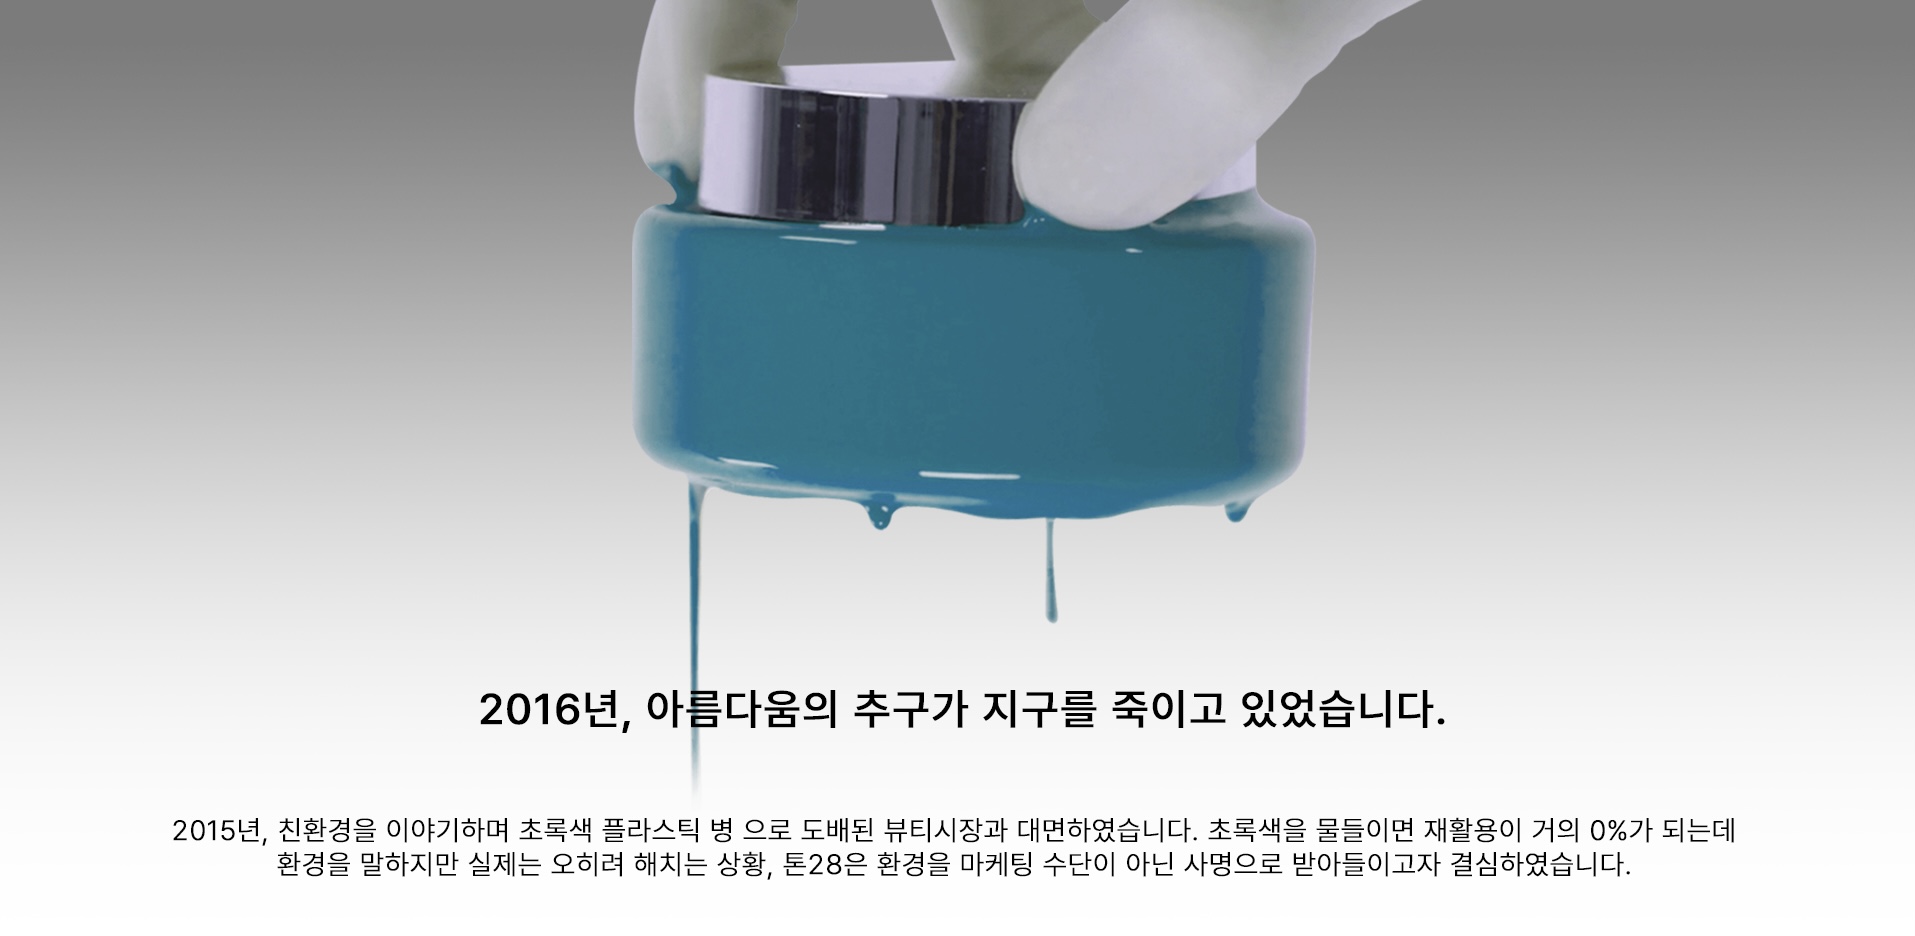 2016년, 아름다움의 추구가 지구를 죽이고 있었습니다.
2015년, 친환경을 이야기하며 초록색 플라스틱 병 으로 도배된 뷰티시장과 대면하였습니다. 초록색을 물들이면 재활용이 거의 0%가 되는데
환경을 말하지만 실제는 오히려 해치는 상황, 톤28은 환경을 마케팅 수단이 아닌 사명으로 받아들이고자 결심하였습니다.